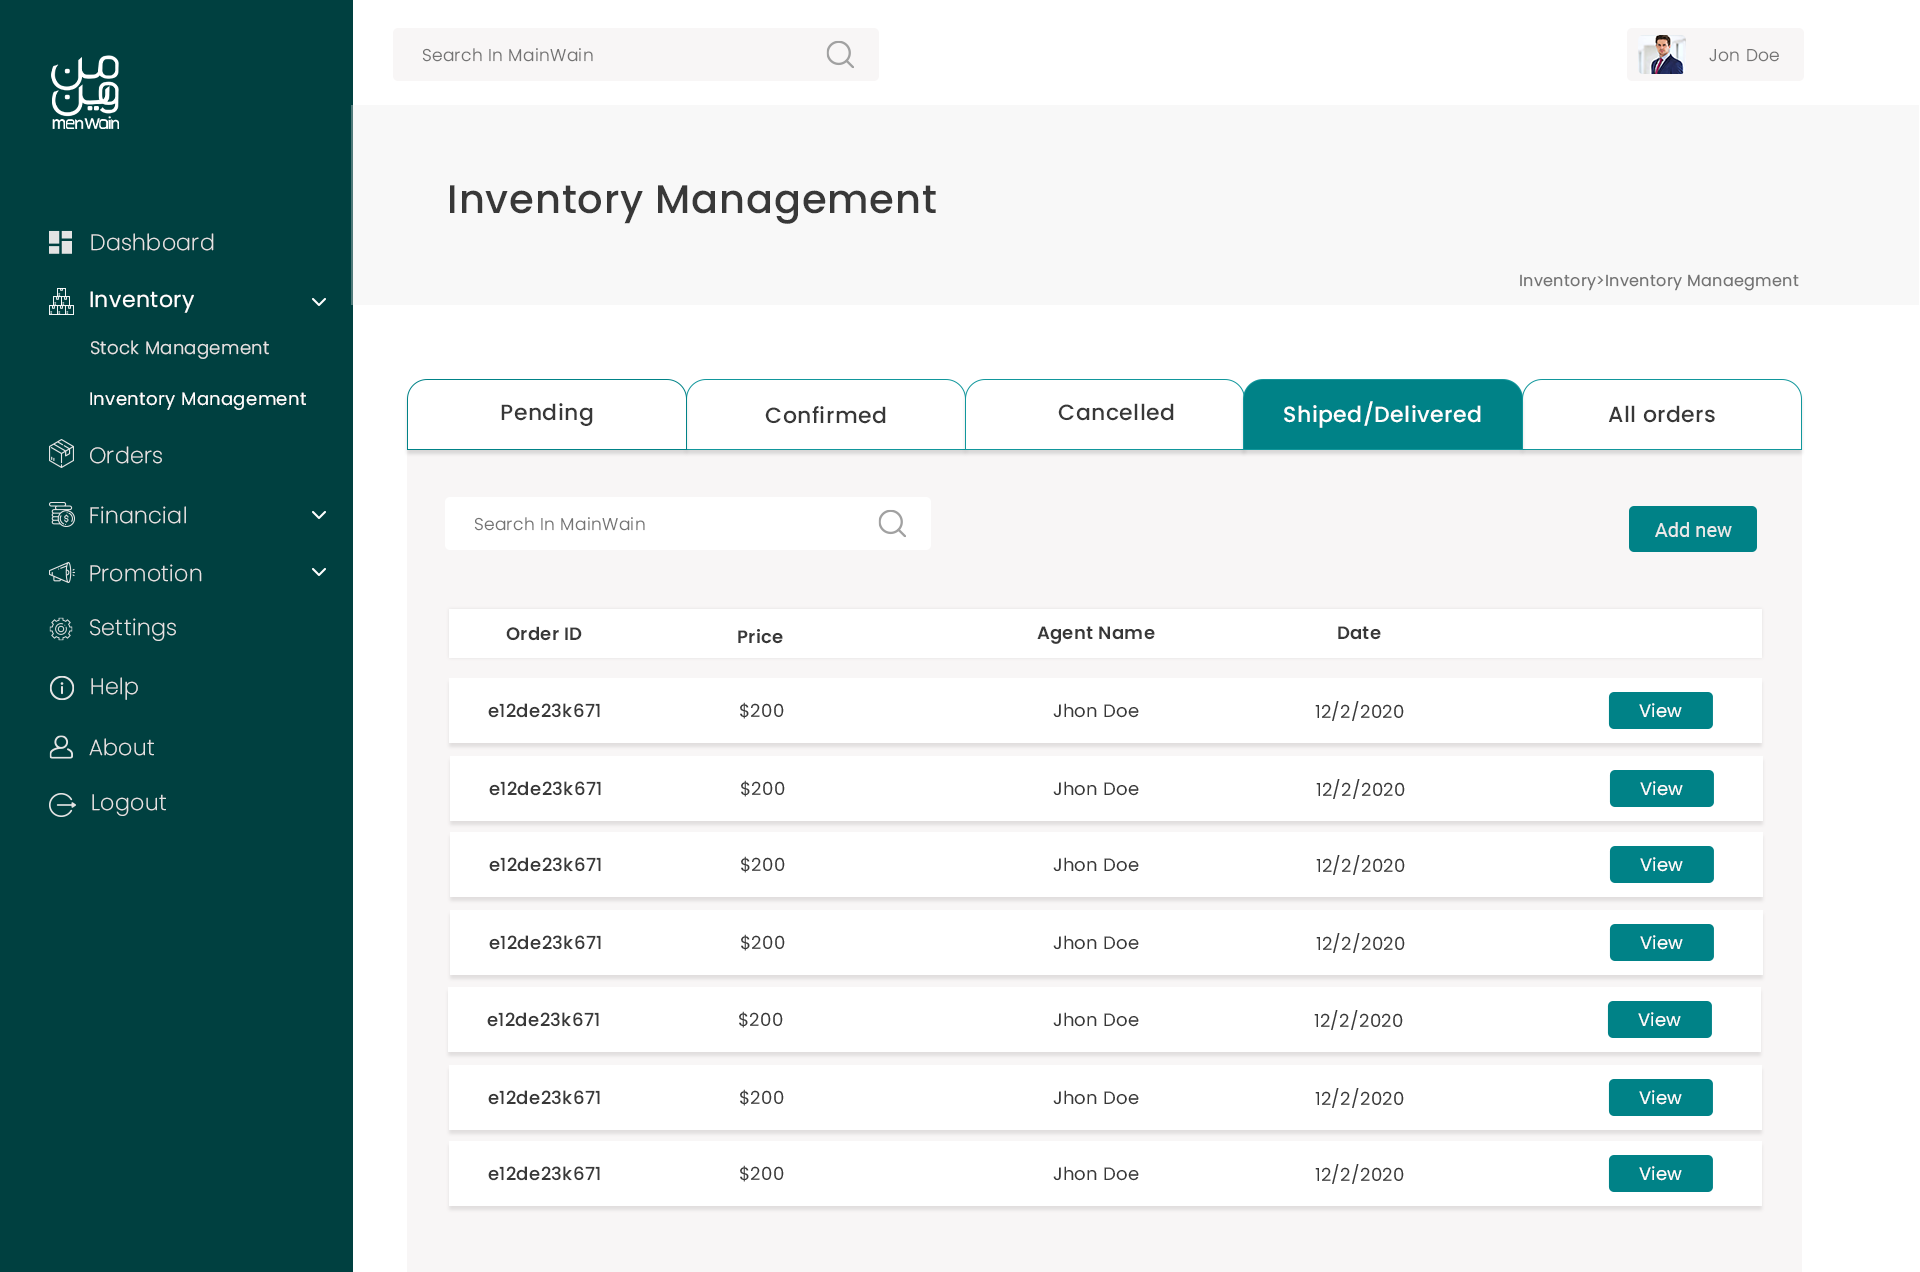 من
وين
menWain
Search In MainWain
Jon Doe
Inventory Management
Inventory>Inventory Manaegment
Dashboard
Inventory
Stock Management
Inventory Management
Orders
Financial
Promotion
Settings
Help
About
Logout
Pending
Confirmed
Cancelled
Shiped/Delivered
All orders
Search In MainWain
Add new
Order ID Price Agent Name Date
e12de23k671 $200 Jhon Doe 12/2/2020 View
e12de23k671 $200 Jhon Doe 12/2/2020 View
e12de23k671 $200 Jhon Doe 12/2/2020 View
e12de23k671 $200 Jhon Doe 12/2/2020 View
e12de23k671 $200 Jhon Doe 12/2/2020 View
e12de23k671 $200 Jhon Doe 12/2/2020 View
e12de23k671 $200 Jhon Doe 12/2/2020 View